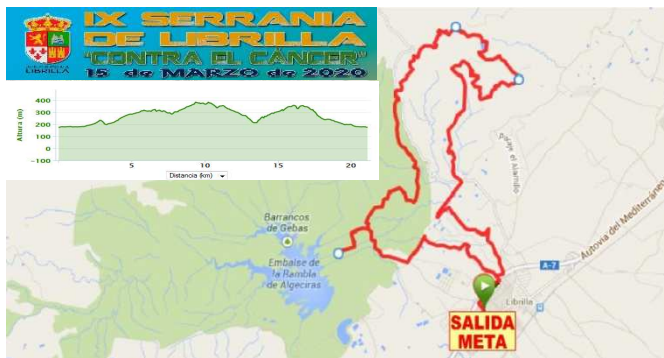 IX SERRANIA
DE LIBRILLA
"CONTRA EL CÁNCER"
15 de MARZO de 2020
LIBRILLA
Altura (m)
400
300
200
100
0
-100
5
10
15
20
Distancia (km)
Barrancos
de Gebas
Embalse de
la Rambla
de Algeciras
Paraje el Alamillo
Autovía del Mediterráneo
A-7
Librilla
SALIDA
META